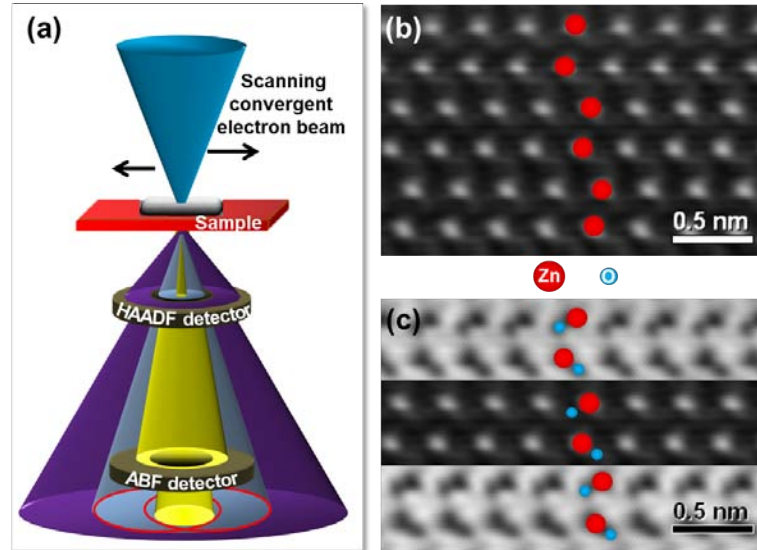 (a)
Scanning
convergent
electron beam
Sample
HAADF detector
ABF detector
(b)
0.5 nm
Zn
O
(c)
0.5 nm